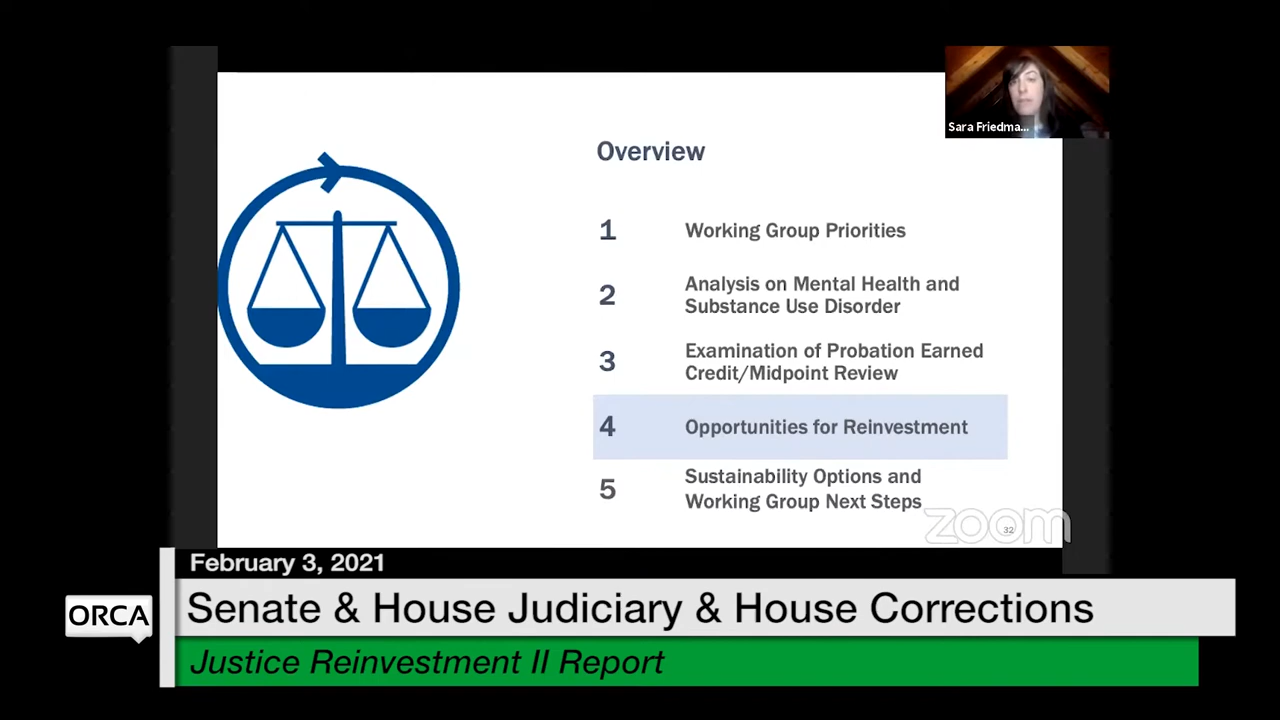 Sara Friedma...
Overview
1 Working Group Priorities
2 Analysis on Mental Health and
Substance Use Disorder
3 Examination of Probation Earned
Credit/Midpoint Review
4 Opportunities for Reinvestment
5 Sustainability Options and
Working Group Next Steps
zoom
32
February 3, 2021
ORCA
Senate & House Judiciary & House Corrections
Justice Reinvestment II Report